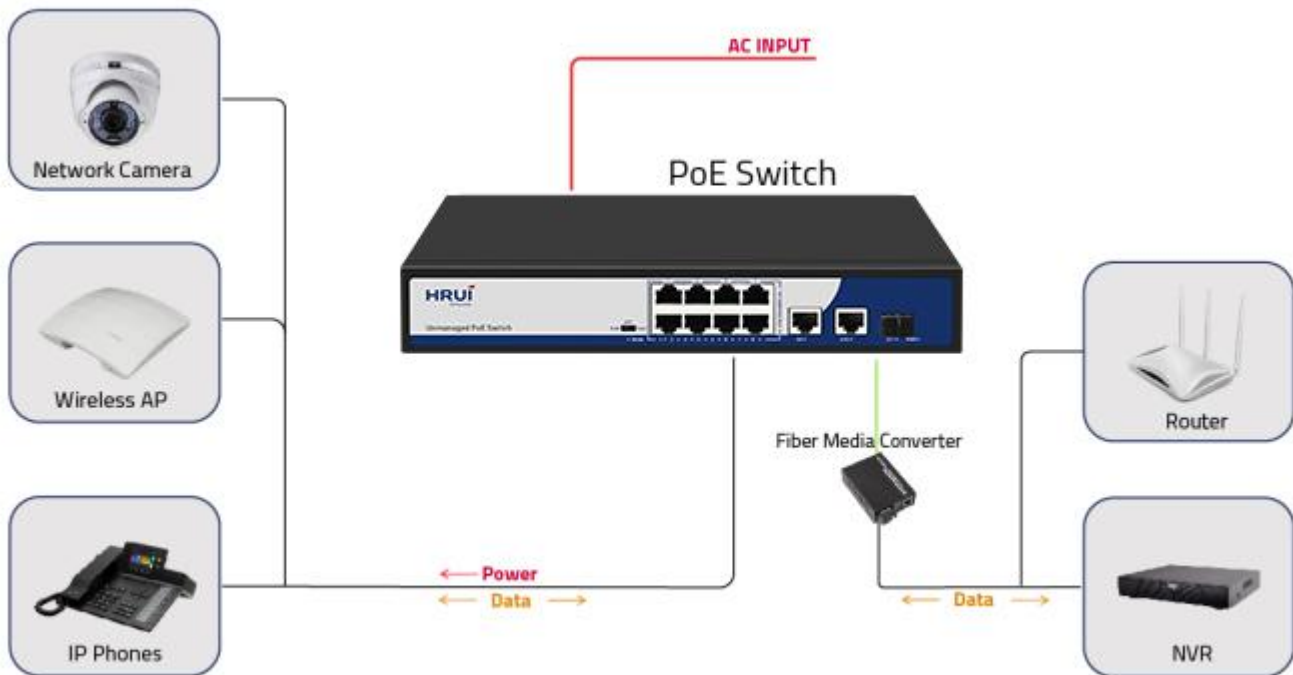 AC INPUT
PoE Switch
Network Camera
HRUI
Unmanaged PoE Switch
Wireless AP
Router
Fiber Media Converter
Power
Data
Data
IP Phones
NVR